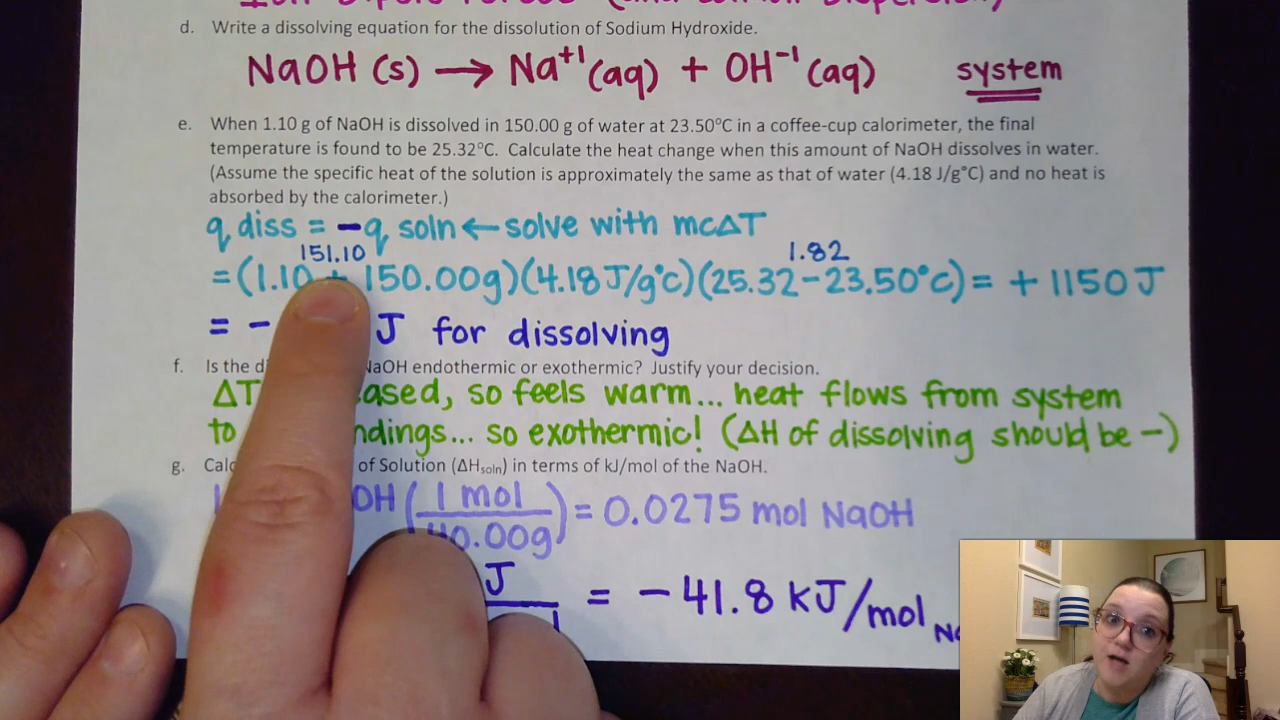 d. Write a dissolving equation for the dissolution of Sodium Hydroxide.
NaOH (s) → Na⁺¹(aq) + OH⁻¹(aq) system
e. When 1.10 g of NaOH is dissolved in 150.00 g of water at 23.50°C in a coffee-cup calorimeter, the final
temperature is found to be 25.32°C. Calculate the heat change when this amount of NaOH dissolves in water.
(Assume the specific heat of the solution is approximately the same as that of water (4.18 J/g°C) and no heat is
absorbed by the calorimeter.)
q diss = -q soln ← solve with mcΔT
151.10 1.82
= (1.10 + 150.00g)(4.18 J/g°C)(25.32-23.50°C) = + 1150 J
= - J for dissolving
f. Is the NaOH endothermic or exothermic? Justify your decision.
ΔT so feels warm... heat flows from system
to ... so exothermic! (ΔH of dissolving should be -)
g. of Solution (ΔHsoln) in terms of kJ/mol of the NaOH.
(1 mol / 40.00g) = 0.0275 mol NaOH
J = -41.8 KJ/mol